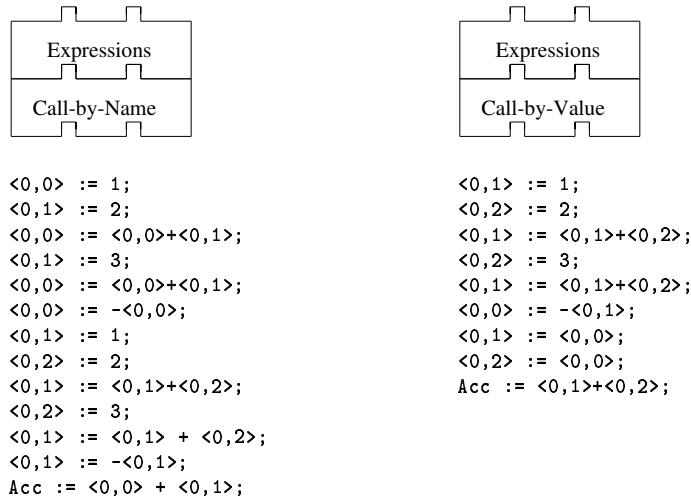 Expressions
Call-by-Name
<0,0> := 1;
<0,1> := 2;
<0,0> := <0,0>+<0,1>;
<0,1> := 3;
<0,0> := <0,0>+<0,1>;
<0,0> := -<0,0>;
<0,1> := 1;
<0,2> := 2;
<0,1> := <0,1>+<0,2>;
<0,2> := 3;
<0,1> := <0,1> + <0,2>;
<0,1> := -<0,1>;
Acc := <0,0> + <0,1>;
Expressions
Call-by-Value
<0,1> := 1;
<0,2> := 2;
<0,1> := <0,1>+<0,2>;
<0,2> := 3;
<0,1> := <0,1>+<0,2>;
<0,0> := -<0,1>;
<0,1> := <0,0>;
<0,2> := <0,0>;
Acc := <0,1>+<0,2>;